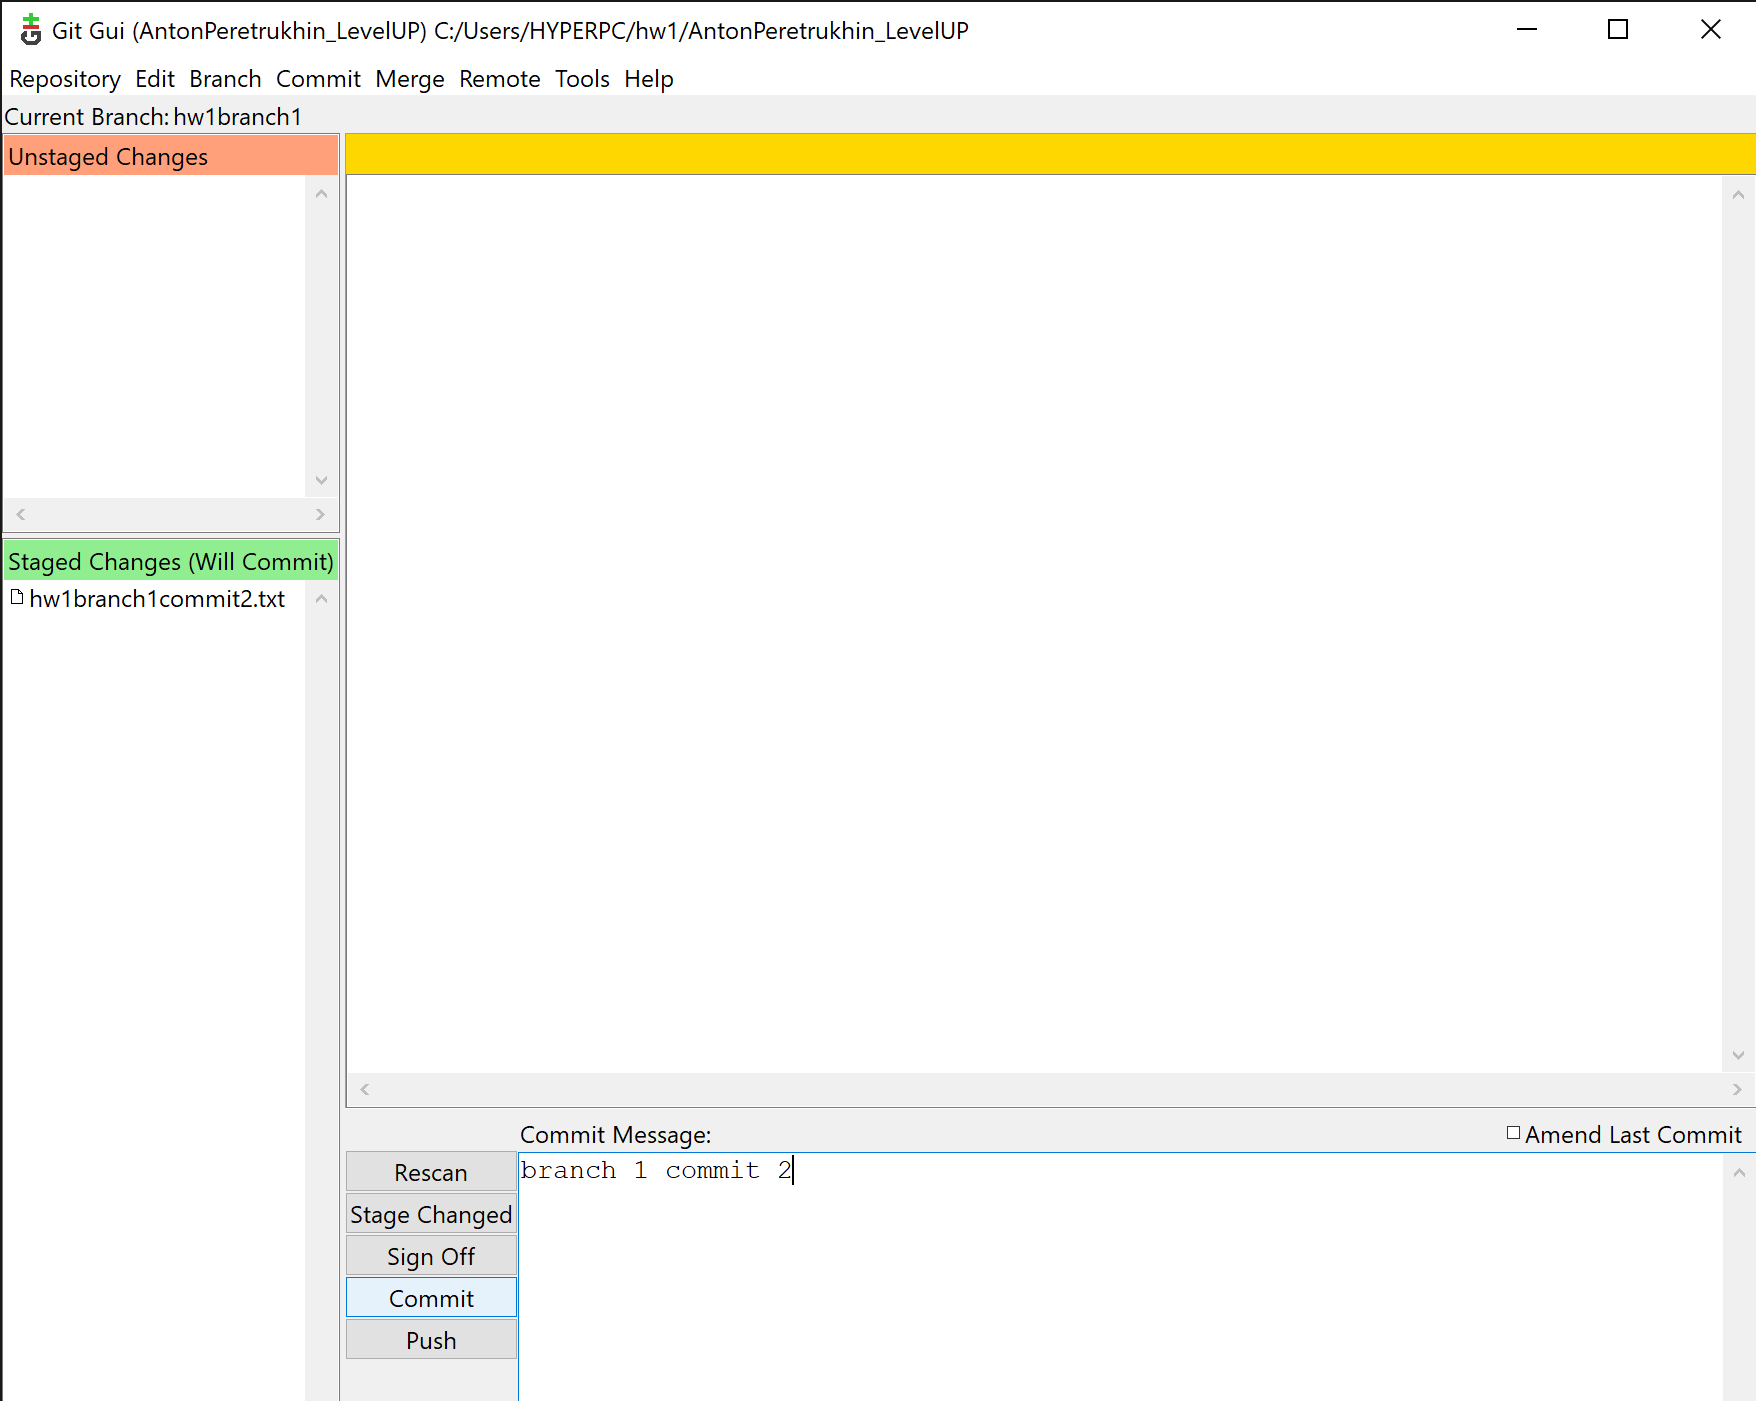 Git Gui (AntonPeretrukhin_LevelUP) C:/Users/HYPERPC/hw1/AntonPeretrukhin_LevelUP
Repository Edit Branch Commit Merge Remote Tools Help
Current Branch: hw1branch1
Unstaged Changes
Staged Changes (Will Commit)
hw1branch1commit2.txt
Commit Message:
Amend Last Commit
branch 1 commit 2
Rescan
Stage Changed
Sign Off
Commit
Push